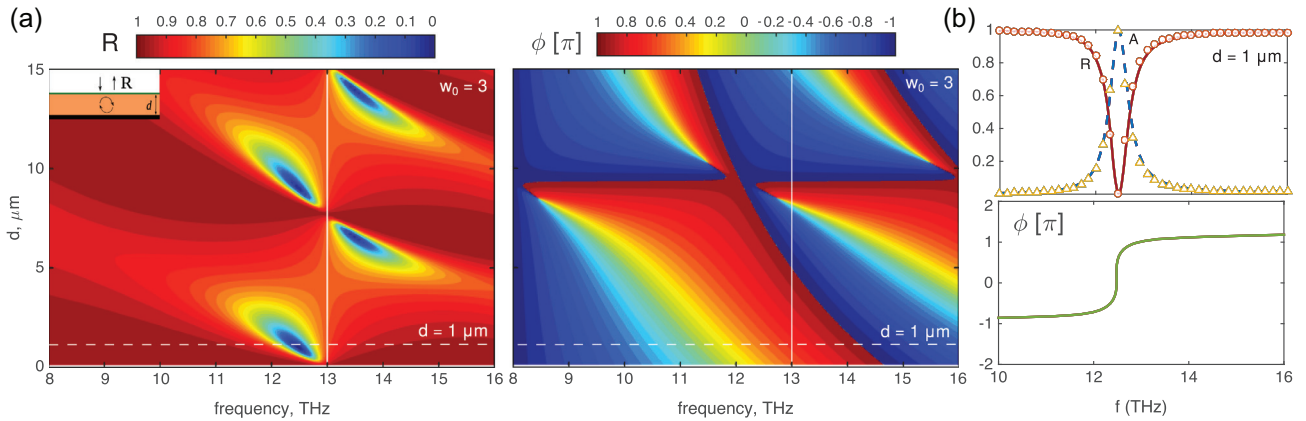 (a)
R
1 0.9 0.8 0.7 0.6 0.5 0.4 0.3 0.2 0.1 0
ϕ [π]
1 0.8 0.6 0.4 0.2 0 -0.2 -0.4 -0.6 -0.8 -1
(b)
15
10
5
0
d, μm
R
d
w₀ = 3
d = 1 μm
8 9 10 11 12 13 14 15 16
frequency, THz
w₀ = 3
d = 1 μm
8 9 10 11 12 13 14 15 16
frequency, THz
1
0.8
0.6
0.4
0.2
R
A
d = 1 μm
2
1
0
-1
-2
ϕ [π]
10 12 14 16
f (THz)